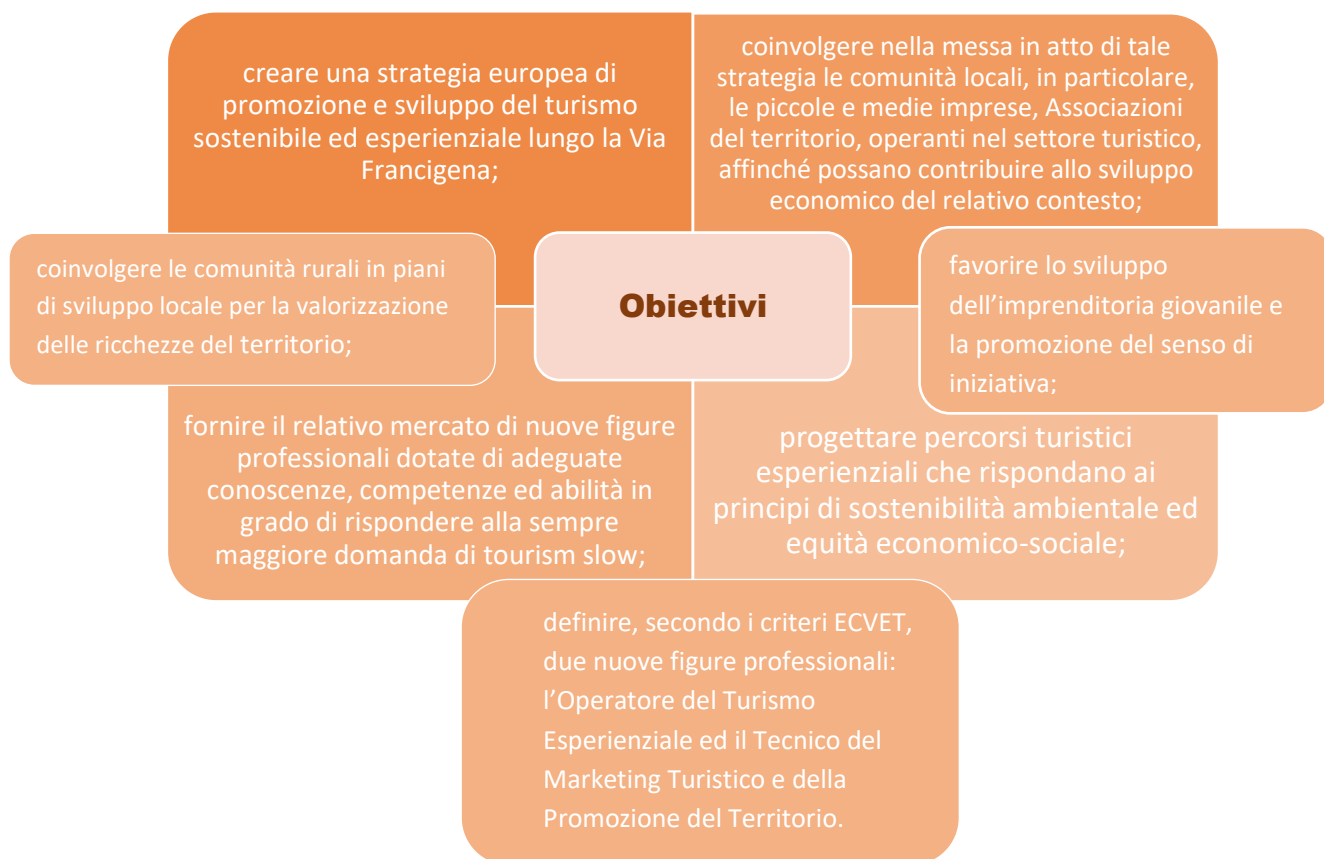 creare una strategia europea di
promozione e sviluppo del turismo
sostenibile ed esperienziale lungo la Via
Francigena;
coinvolgere nella messa in atto di tale
strategia le comunità locali, in particolare,
le piccole e medie imprese, Associazioni
del territorio, operanti nel settore turistico,
affinché possano contribuire allo sviluppo
economico del relativo contesto;
coinvolgere le comunità rurali in piani
di sviluppo locale per la valorizzazione
delle ricchezze del territorio;
Obiettivi
favorire lo sviluppo
dell’imprenditoria giovanile e
la promozione del senso di
iniziativa;
fornire il relativo mercato di nuove figure
professionali dotate di adeguate
conoscenze, competenze ed abilità in
grado di rispondere alla sempre
maggiore domanda di tourism slow;
progettare percorsi turistici
esperienziali che rispondano ai
principi di sostenibilità ambientale ed
equità economico-sociale;
definire, secondo i criteri ECVET,
due nuove figure professionali:
l’Operatore del Turismo
Esperienziale ed il Tecnico del
Marketing Turistico e della
Promozione del Territorio.